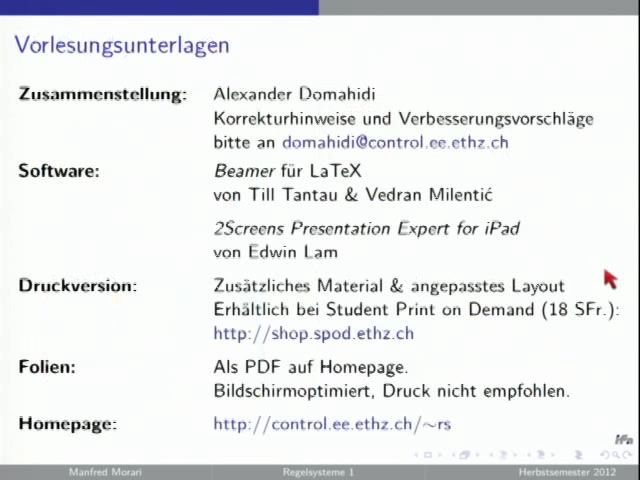 Vorlesungsunterlagen
Zusammenstellung: Alexander Domahidi
Korrekturhinweise und Verbesserungsvorschläge
bitte an domahidi@control.ee.ethz.ch
Software: Beamer für LaTeX
von Till Tantau & Vedran Milentić
2Screens Presentation Expert for iPad
von Edwin Lam
Druckversion: Zusätzliches Material & angepasstes Layout
Erhältlich bei Student Print on Demand (18 SFr.):
http://shop.spod.ethz.ch
Folien: Als PDF auf Homepage.
Bildschirmoptimiert, Druck nicht empfohlen.
Homepage: http://control.ee.ethz.ch/~rs
Manfred Morari Regelsysteme 1 Herbstsemester 2012